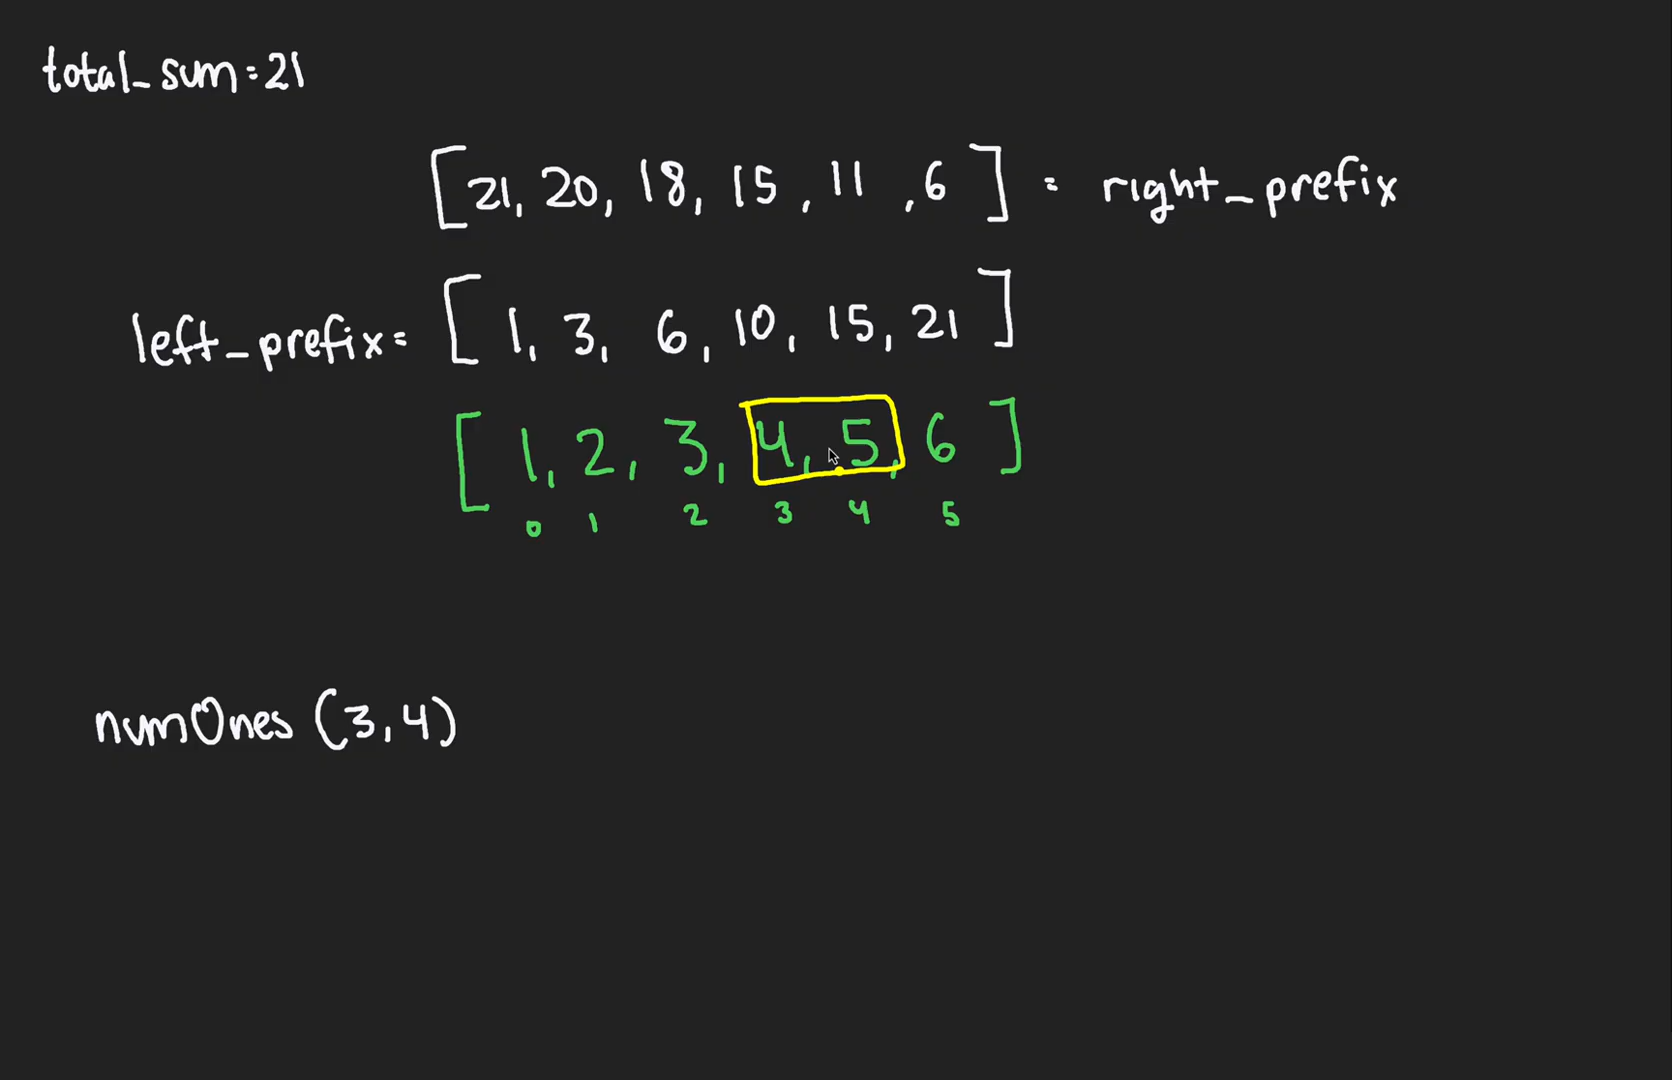 total_sum=21
[21, 20, 18, 15, 11, 6] = right_prefix
left_prefix= [1, 3, 6, 10, 15, 21]
[1, 2, 3, 4, 5, 6]
0 1 2 3 4 5
numOnes (3,4)